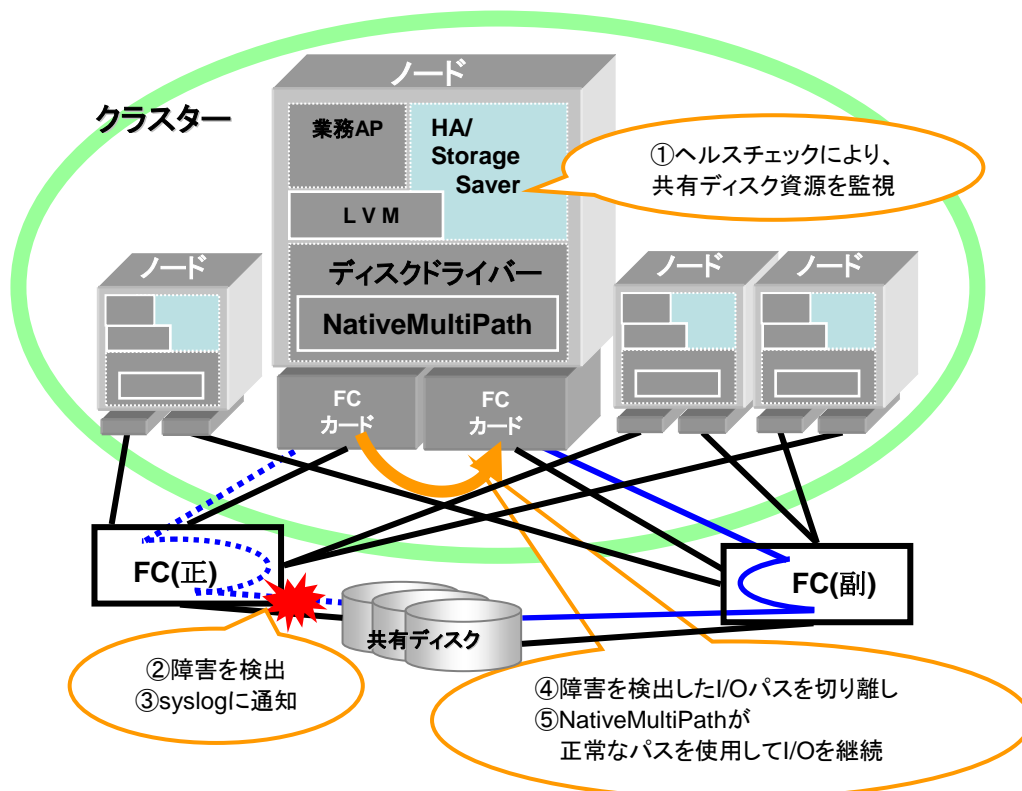 ノード
クラスター
業務AP
HA/
Storage
Saver
①ヘルスチェックにより、
共有ディスク資源を監視
L V M
ノード
ディスクドライバー
ノード
ノード
NativeMultiPath
FC
カード
FC
カード
FC(正)
FC(副)
共有ディスク
②障害を検出
③syslogに通知
④障害を検出したI/Oパスを切り離し
⑤NativeMultiPathが
正常なパスを使用してI/Oを継続